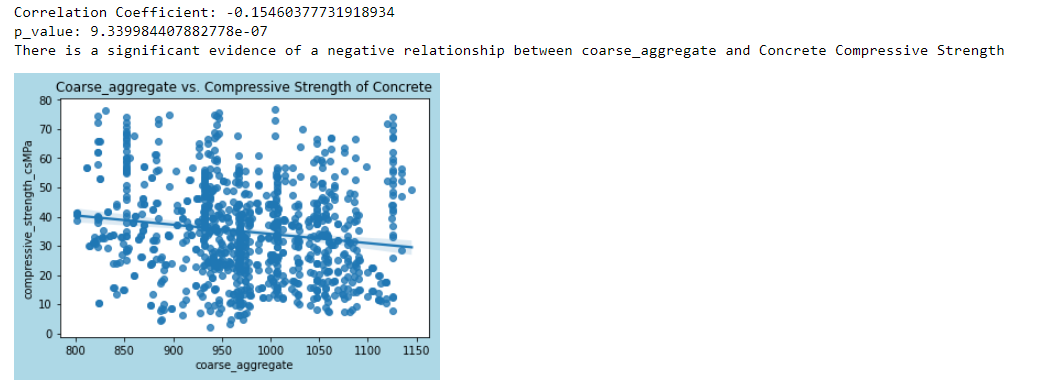 Correlation Coefficient: -0.15460377731918934
p_value: 9.339984407882778e-07
There is a significant evidence of a negative relationship between coarse_aggregate and Concrete Compressive Strength
Coarse_aggregate vs. Compressive Strength of Concrete
80
70
60
50
40
30
20
10
0
compressive_strength_csMPa
800 850 900 950 1000 1050 1100 1150
coarse_aggregate